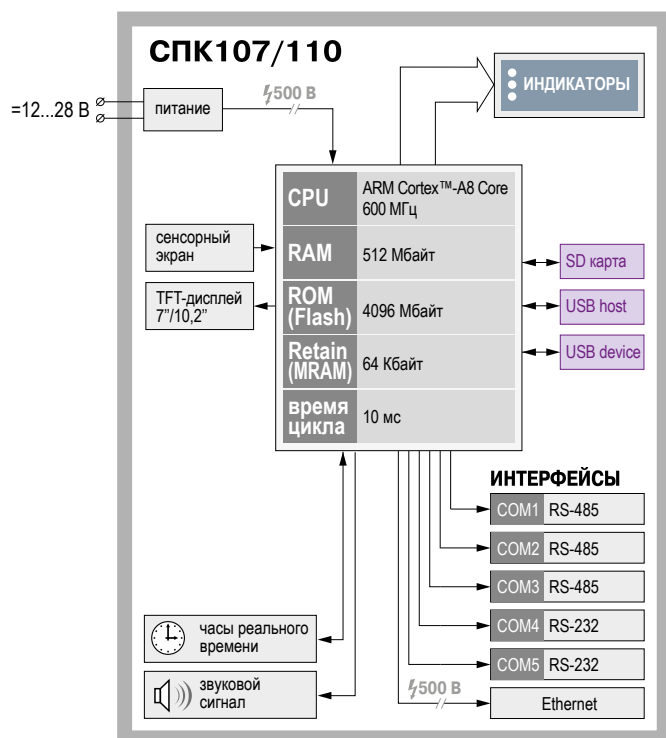 СПК107/110
=12...28 В
питание
500 В
ИНДИКАТОРЫ
CPU
ARM Cortex™-A8 Core
600 МГц
RAM
512 Мбайт
ROM
(Flash)
4096 Мбайт
Retain
(MRAM)
64 Кбайт
время
цикла
10 мс
сенсорный
экран
TFT-дисплей
7”/10,2”
SD карта
USB host
USB device
ИНТЕРФЕЙСЫ
COM1 RS-485
COM2 RS-485
COM3 RS-485
COM4 RS-232
COM5 RS-232
500 В
Ethernet
часы реального
времени
звуковой
сигнал